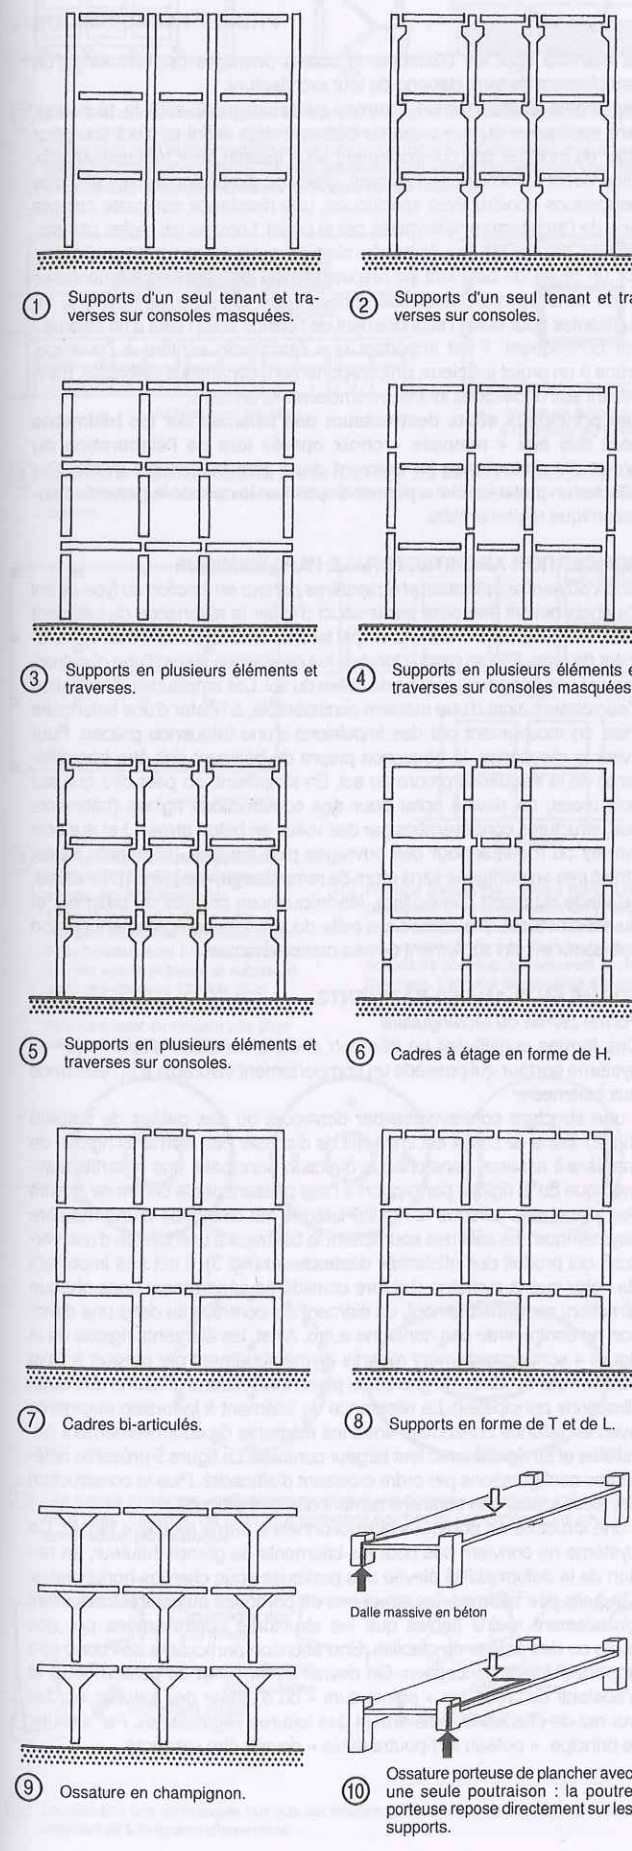 1 Supports d'un seul tenant et tra-
verses sur consoles masquées.
2 Supports d'un seul tenant et tra
verses sur consoles.
3 Supports en plusieurs éléments et
traverses.
4 Supports en plusieurs éléments e
traverses sur consoles masquées
5 Supports en plusieurs éléments et
traverses sur consoles.
6 Cadres à étage en forme de H.
7 Cadres bi-articulés.
8 Supports en forme de T et de L.
Dalle massive en béton
9 Ossature en champignon.
10 Ossature porteuse de plancher avec
une seule poutraison : la poutre
porteuse repose directement sur les
supports.